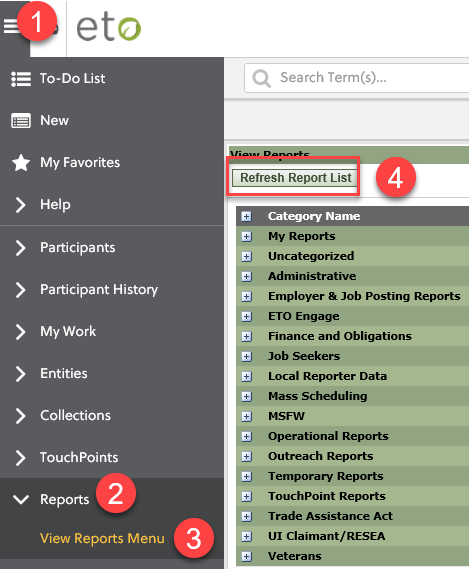 1
eto
To-Do List
New
My Favorites
Help
Participants
Participant History
My Work
Entities
Collections
TouchPoints
Reports 2
View Reports Menu 3
Search Term(s)...
View Reports
Refresh Report List 4
Category Name
My Reports
Uncategorized
Administrative
Employer & Job Posting Reports
ETO Engage
Finance and Obligations
Job Seekers
Local Reporter Data
Mass Scheduling
MSFW
Operational Reports
Outreach Reports
Temporary Reports
TouchPoint Reports
Trade Assistance Act
UI Claimant/RESEA
Veterans